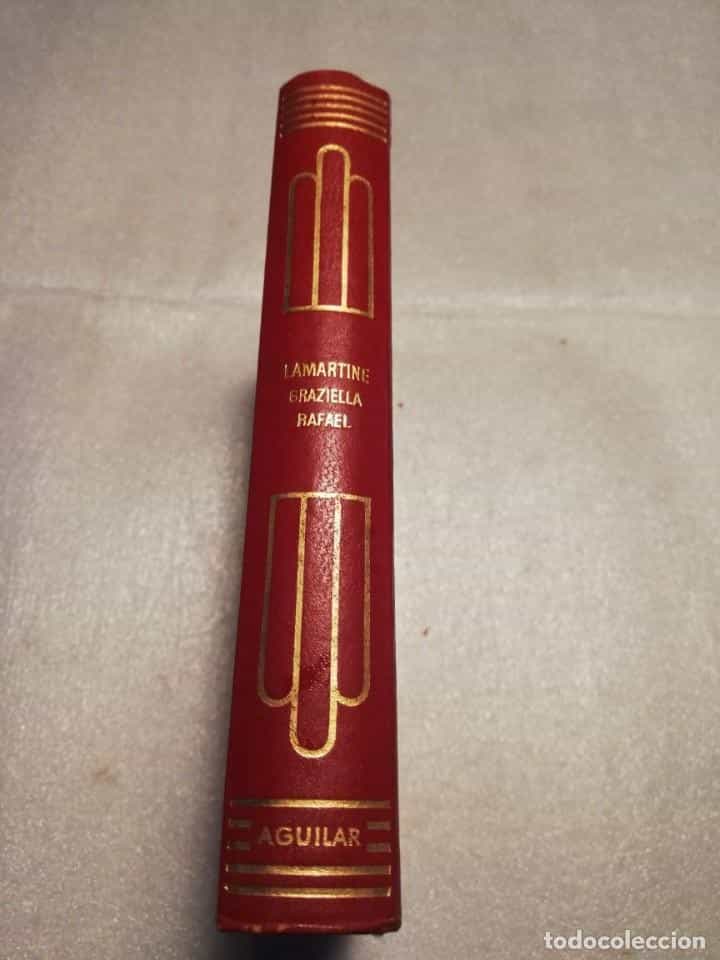 LAMARTINE
GRAZIELLA
RAFAEL
AGUILAR
todocoleccion